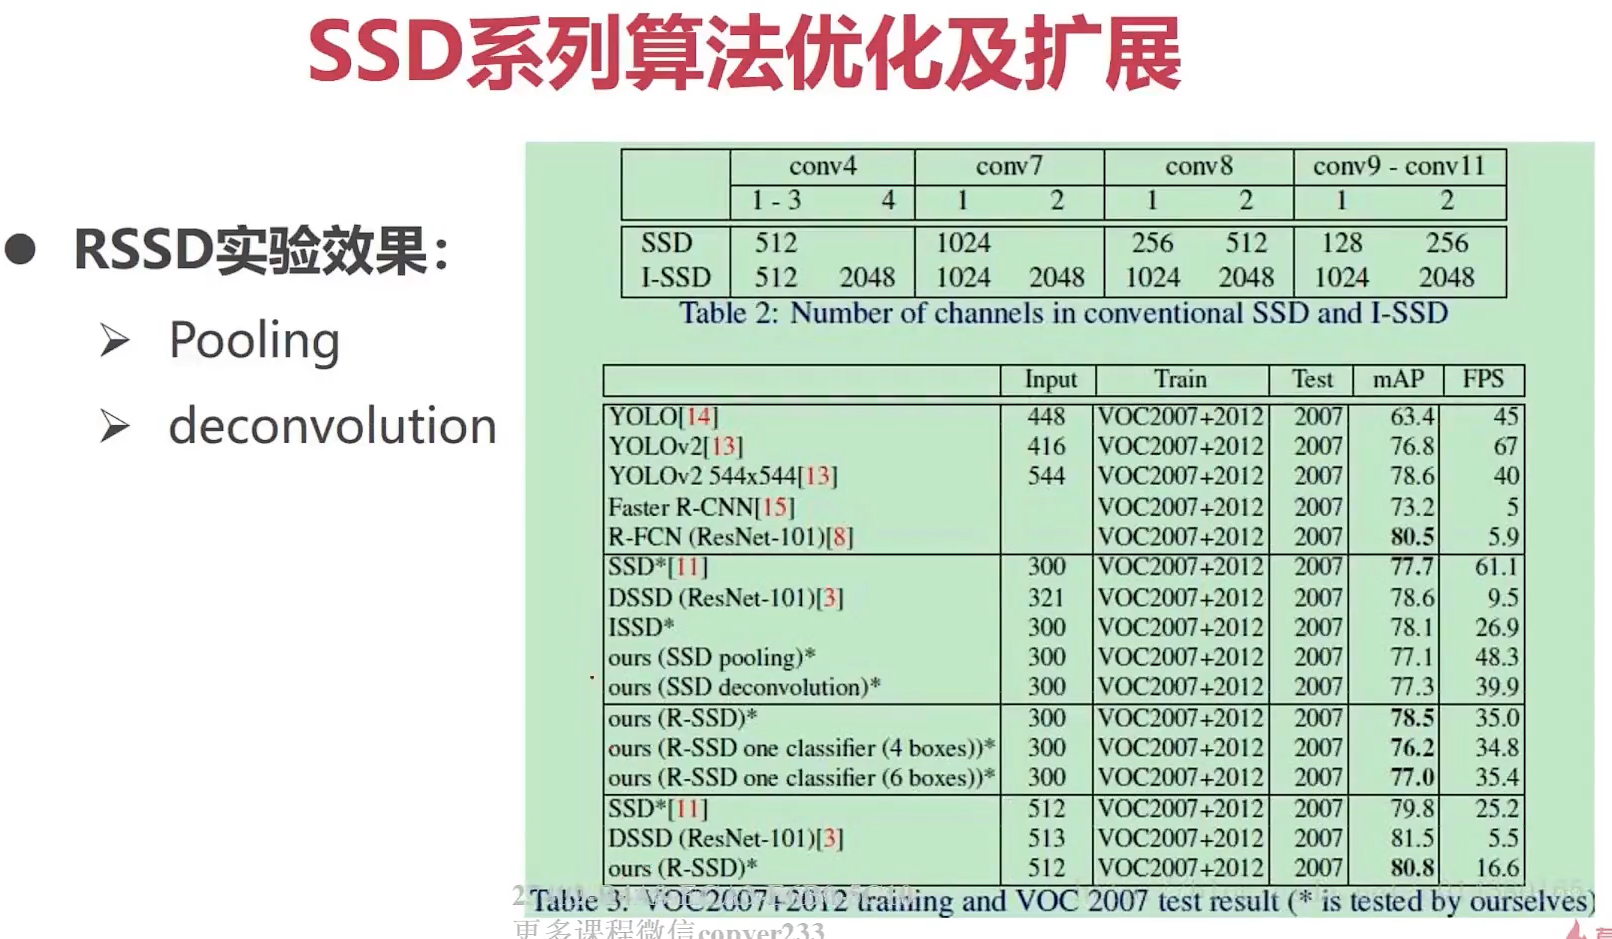 SSD系列算法优化及扩展
RSSD实验效果：
Pooling
deconvolution
conv4 conv7 conv8 conv9 - conv11
1 - 3 4 1 2 1 2 1 2
SSD 512 1024 256 512 128 256
I-SSD 512 2048 1024 2048 1024 2048 1024 2048
Table 2: Number of channels in conventional SSD and I-SSD
Input Train Test mAP FPS
YOLO[14] 448 VOC2007+2012 2007 63.4 45
YOLOv2[13] 416 VOC2007+2012 2007 76.8 67
YOLOv2 544x544[13] 544 VOC2007+2012 2007 78.6 40
Faster R-CNN[15] VOC2007+2012 2007 73.2 5
R-FCN (ResNet-101)[8] VOC2007+2012 2007 80.5 5.9
SSD*[11] 300 VOC2007+2012 2007 77.7 61.1
DSSD (ResNet-101)[3] 321 VOC2007+2012 2007 78.6 9.5
ISSD* 300 VOC2007+2012 2007 78.1 26.9
ours (SSD pooling)* 300 VOC2007+2012 2007 77.1 48.3
ours (SSD deconvolution)* 300 VOC2007+2012 2007 77.3 39.9
ours (R-SSD)* 300 VOC2007+2012 2007 78.5 35.0
ours (R-SSD one classifier (4 boxes))* 300 VOC2007+2012 2007 76.2 34.8
ours (R-SSD one classifier (6 boxes))* 300 VOC2007+2012 2007 77.0 35.4
SSD*[11] 512 VOC2007+2012 2007 79.8 25.2
DSSD (ResNet-101)[3] 513 VOC2007+2012 2007 81.5 5.5
ours (R-SSD)* 512 VOC2007+2012 2007 80.8 16.6
Table 3: VOC2007+2012 training and VOC 2007 test result (* is tested by ourselves)
更多课程微信copyer233